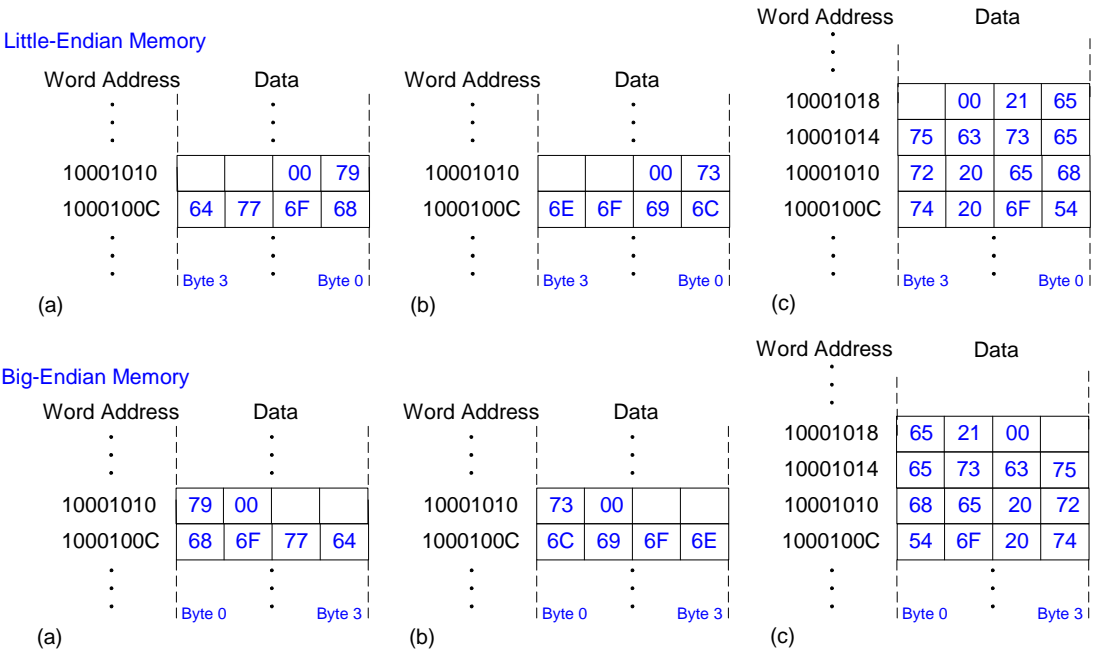 Little-Endian Memory
Word Address Data
10001010 00 79
1000100C 64 77 6F 68
Byte 3 Byte 0
(a)
Word Address Data
10001010 00 73
1000100C 6E 6F 69 6C
Byte 3 Byte 0
(b)
Word Address Data
10001018 00 21 65
10001014 75 63 73 65
10001010 72 20 65 68
1000100C 74 20 6F 54
Byte 3 Byte 0
(c)
Big-Endian Memory
Word Address Data
10001010 79 00
1000100C 68 6F 77 64
Byte 0 Byte 3
(a)
Word Address Data
10001010 73 00
1000100C 6C 69 6F 6E
Byte 0 Byte 3
(b)
Word Address Data
10001018 65 21 00
10001014 65 73 63 75
10001010 68 65 20 72
1000100C 54 6F 20 74
Byte 0 Byte 3
(c)